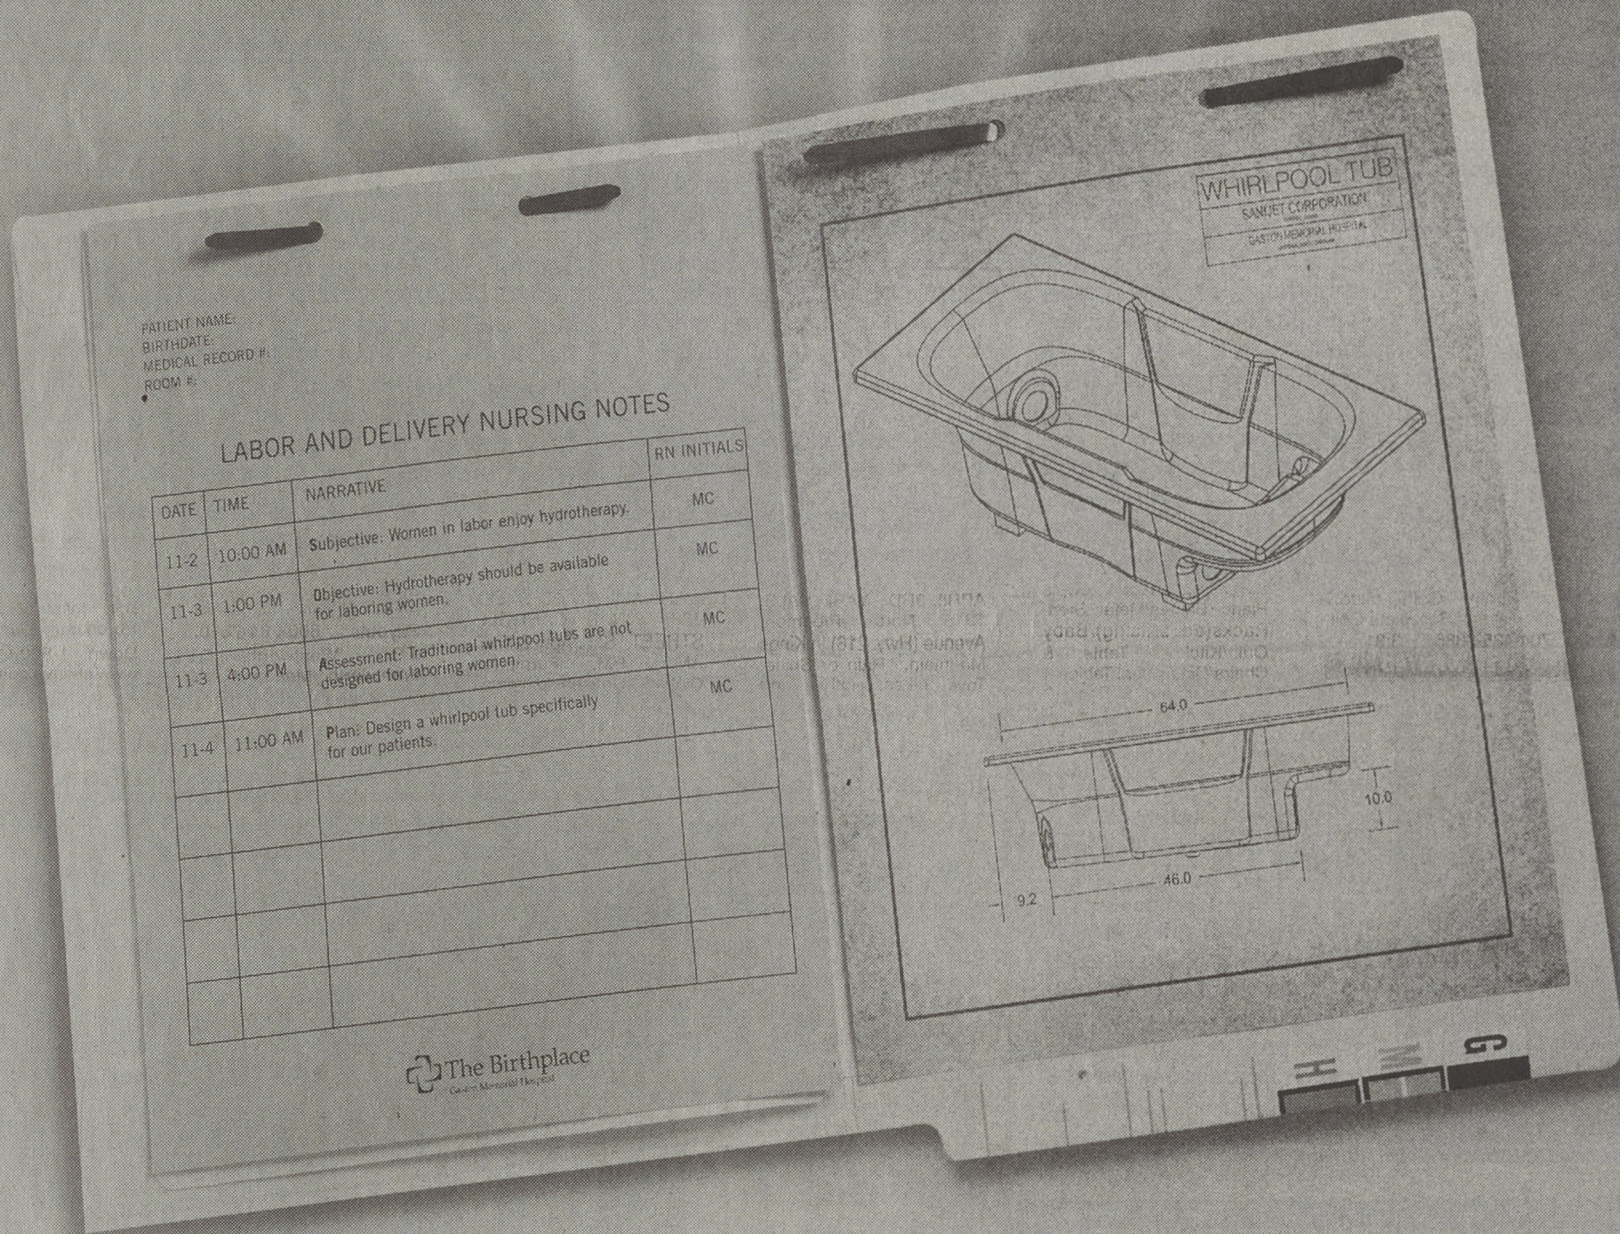 PATIENT NAME:
BIRTHDATE:
MEDICAL RECORD #:
ROOM #:
LABOR AND DELIVERY NURSING NOTES
DATE TIME NARRATIVE RN INITIALS
11-2 10:00 AM Subjective: Women in labor enjoy hydrotherapy. MC
11-3 1:00 PM Objective: Hydrotherapy should be available
for laboring women. MC
11-3 4:00 PM Assessment: Traditional whirlpool tubs are not
designed for laboring women. MC
11-4 11:00 AM Plan: Design a whirlpool tub specifically
for our patients. MC
The Birthplace
Gaston Memorial Hospital
WHIRLPOOL TUB
SANIJET CORPORATION
GASTON MEMORIAL HOSPITAL
64.0
10.0
46.0
9.2
H M G